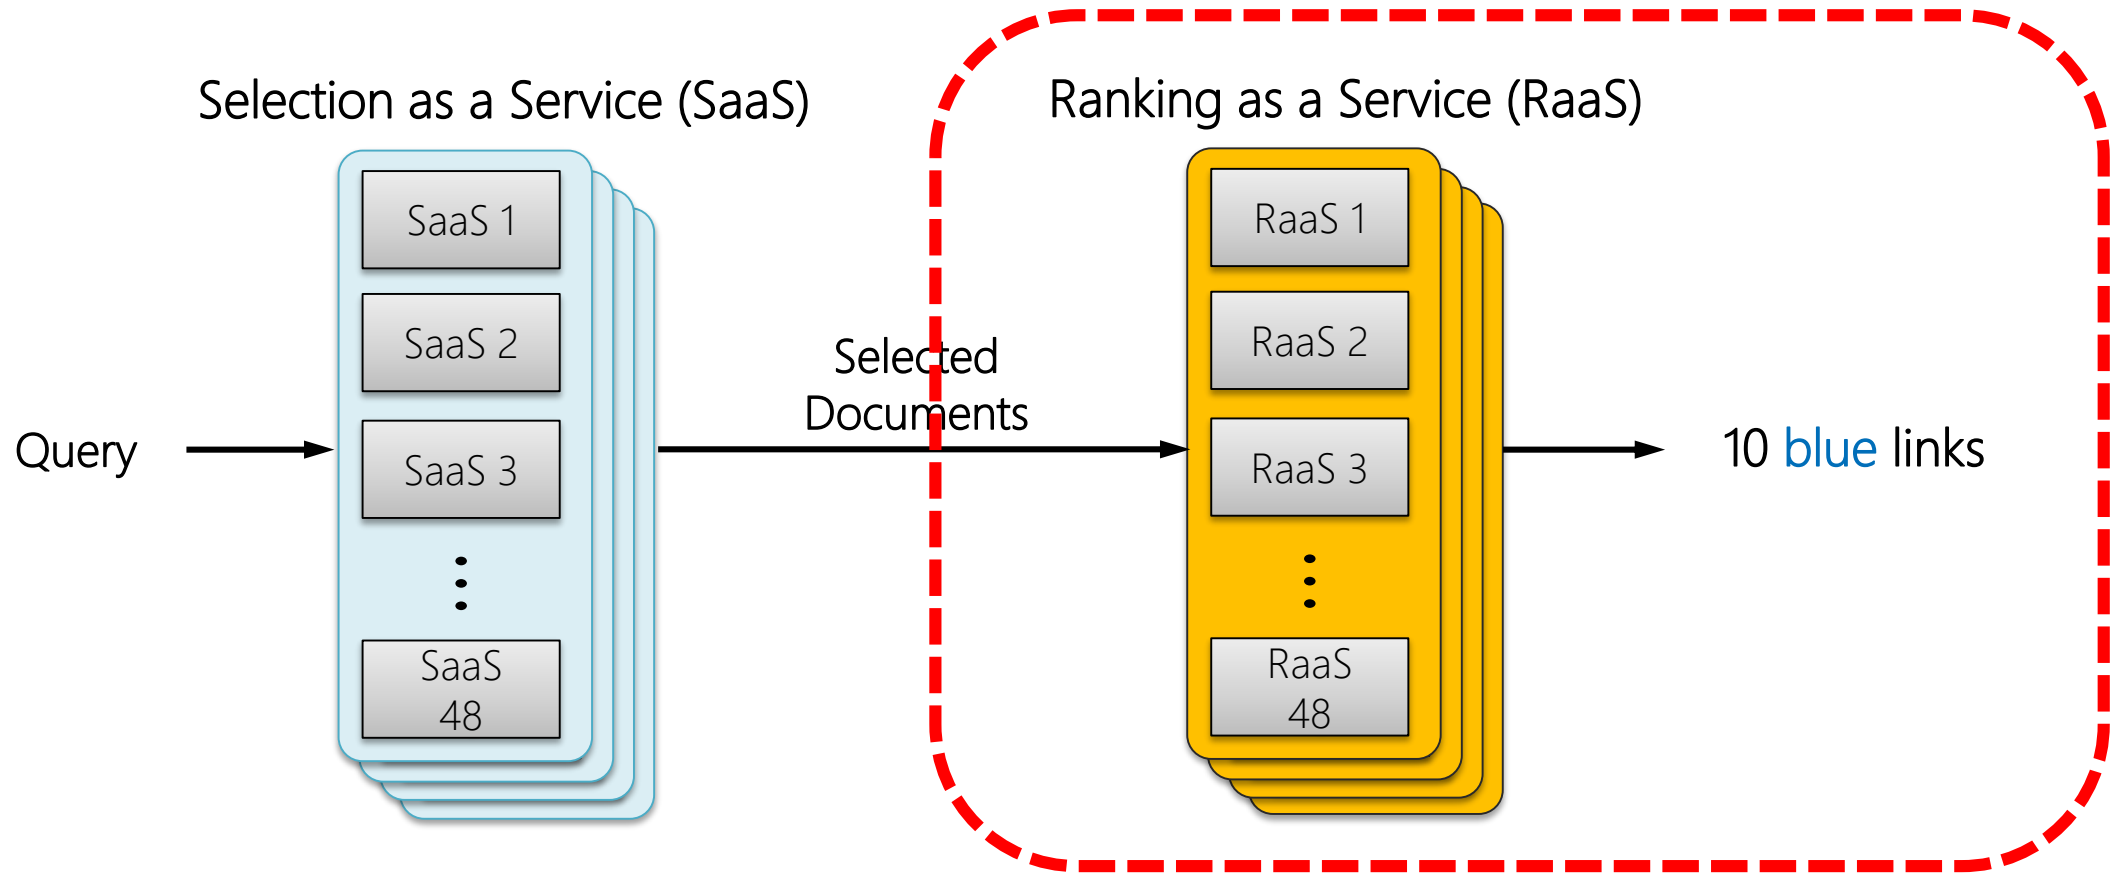 Selection as a Service (SaaS)
SaaS 1
SaaS 2
SaaS 3
SaaS
48
Query
Selected
Documents
Ranking as a Service (RaaS)
RaaS 1
RaaS 2
RaaS 3
RaaS
48
10 blue links